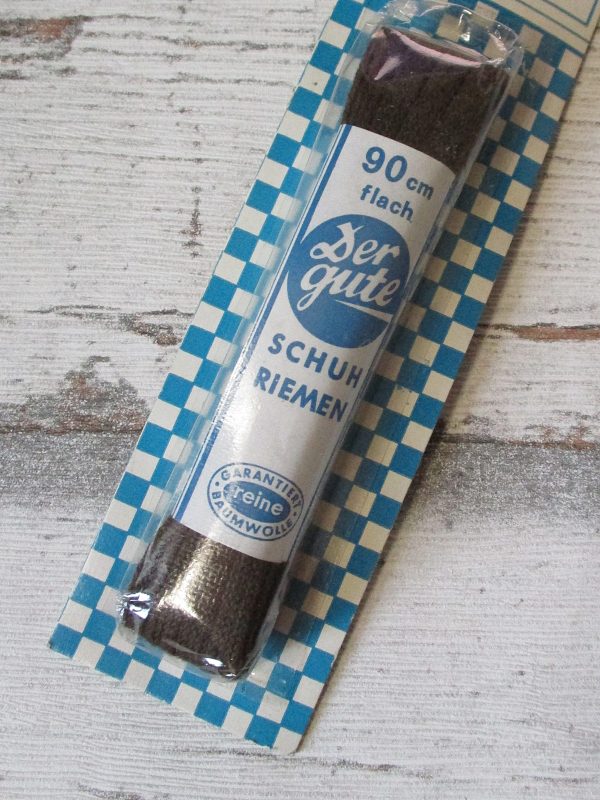 90 cm
flach
Der
gute
SCHUH
RIEMEN
GARANTIERT
reine
BAUMWOLLE